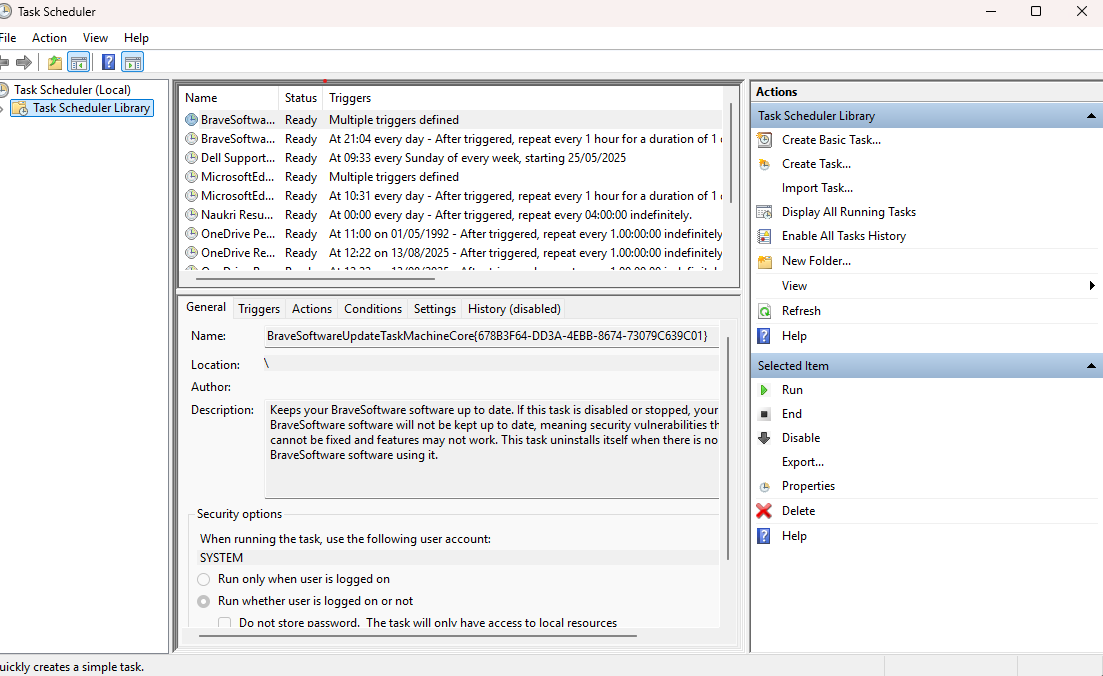 Task Scheduler
File Action View Help
Task Scheduler (Local)
Task Scheduler Library
Name Status Triggers
BraveSoftwa... Ready Multiple triggers defined
BraveSoftwa... Ready At 21:04 every day - After triggered, repeat every 1 hour for a duration of 1
Dell Support... Ready At 09:33 every Sunday of every week, starting 25/05/2025
MicrosoftEd... Ready Multiple triggers defined
MicrosoftEd... Ready At 10:31 every day - After triggered, repeat every 1 hour for a duration of 1
Naukri Resu... Ready At 00:00 every day - After triggered, repeat every 04:00:00 indefinitely.
OneDrive Pe... Ready At 11:00 on 01/05/1992 - After triggered, repeat every 1.00:00:00 indefinitely
OneDrive Re... Ready At 12:22 on 13/08/2025 - After triggered, repeat every 1.00:00:00 indefinitely
General Triggers Actions Conditions Settings History (disabled)
Name: BraveSoftwareUpdateTaskMachineCore{678B3F64-DD3A-4EBB-8674-73079C639C01}
Location: \
Author:
Description: Keeps your BraveSoftware software up to date. If this task is disabled or stopped, your
BraveSoftware software will not be kept up to date, meaning security vulnerabilities th
cannot be fixed and features may not work. This task uninstalls itself when there is no
BraveSoftware software using it.
Security options
When running the task, use the following user account:
SYSTEM
Run only when user is logged on
Run whether user is logged on or not
Do not store password. The task will only have access to local resources
Actions
Task Scheduler Library
Create Basic Task...
Create Task...
Import Task...
Display All Running Tasks
Enable All Tasks History
New Folder...
View
Refresh
Help
Selected Item
Run
End
Disable
Export...
Properties
Delete
Help
uickly creates a simple task.